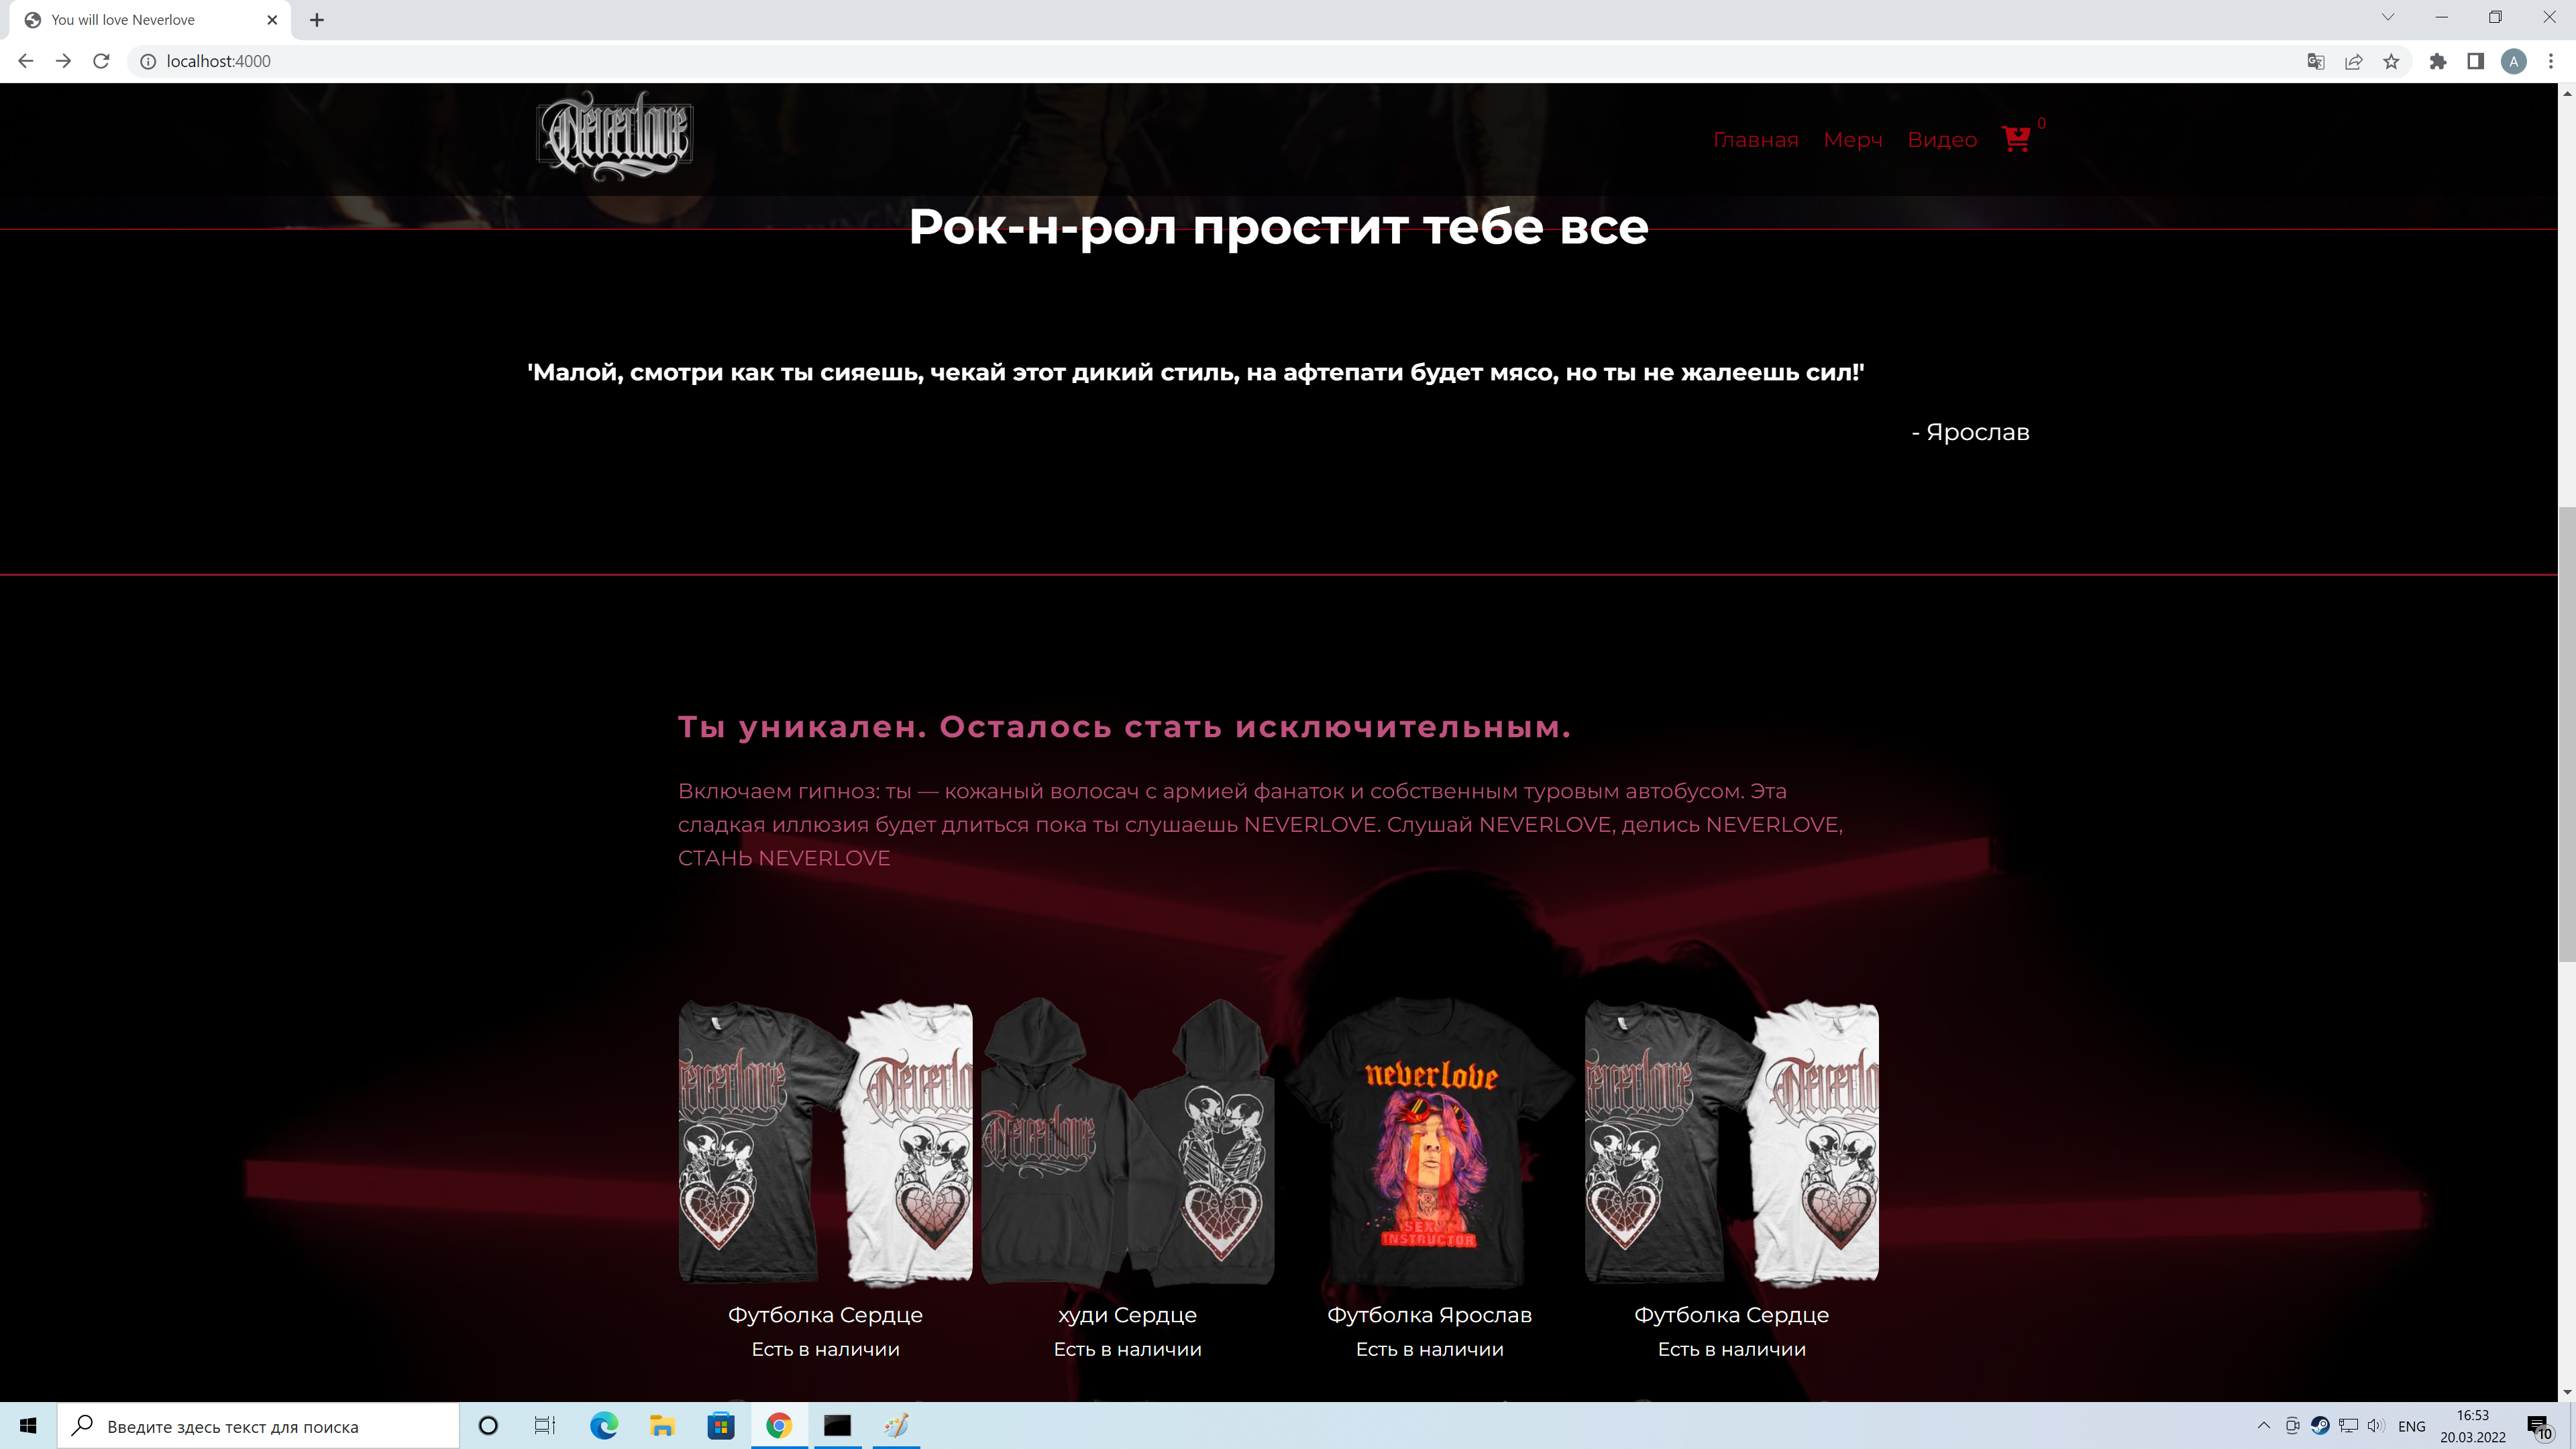 You will love Neverlove
localhost:4000
Neverlove
Главная Мерч Видео 0
Рок-н-рол простит тебе все
'Малой, смотри как ты сияешь, чекай этот дикий стиль, на афтепати будет мясо, но ты не жалеешь сил!'
- Ярослав
Ты уникален. Осталось стать исключительным.
Включаем гипноз: ты — кожаный волосач с армией фанаток и собственным туровым автобусом. Эта
сладкая иллюзия будет длиться пока ты слушаешь NEVERLOVE. Слушай NEVERLOVE, делись NEVERLOVE,
СТАНЬ NEVERLOVE
Neverlove
Neverlove
Neverlove
neverlove
INSTRUCTOR
Neverlove
Neverlove
Футболка Сердце
Есть в наличии
худи Сердце
Есть в наличии
Футболка Ярослав
Есть в наличии
Футболка Сердце
Есть в наличии
Введите здесь текст для поиска
ENG
16:53
20.03.2022
10
A